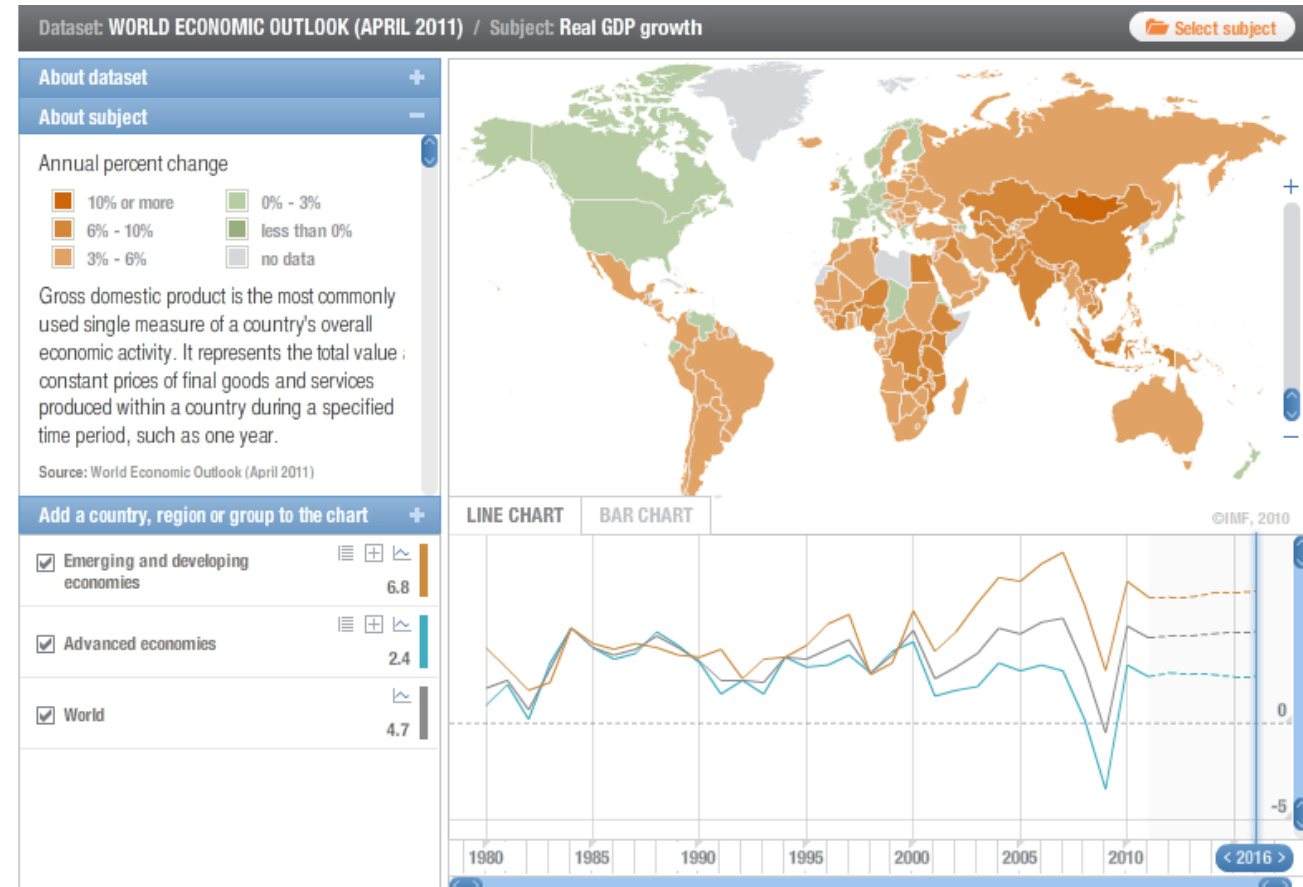 Dataset: WORLD ECONOMIC OUTLOOK (APRIL 2011) / Subject: Real GDP growth
Select subject
About dataset +
About subject –
Annual percent change
10% or more
0% - 3%
6% - 10%
less than 0%
3% - 6%
no data
Gross domestic product is the most commonly
used single measure of a country's overall
economic activity. It represents the total value
constant prices of final goods and services
produced within a country during a specified
time period, such as one year.
Source: World Economic Outlook (April 2011)
+
–
Add a country, region or group to the chart +
LINE CHART
BAR CHART
©IMF, 2010
Emerging and developing
economies
6.8
Advanced economies
2.4
World
4.7
0
-5
1980
1985
1990
1995
2000
2005
2010
< 2016 >